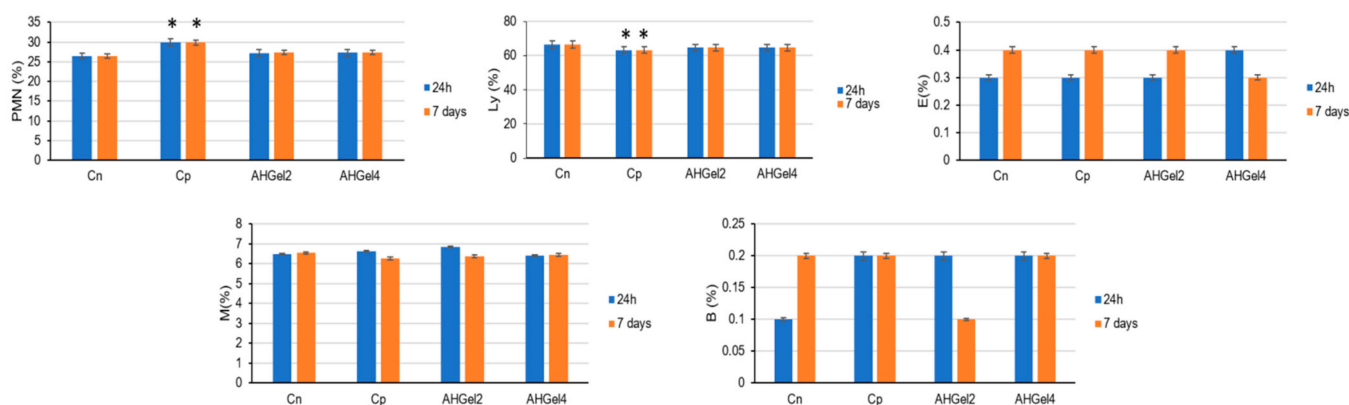 PMN (%)
35
30
25
20
15
10
5
0
* *
Cn Cp AHGel2 AHGel4
24h
7 days
Ly (%)
80
60
40
20
0
* *
Cn Cp AHGel2 AHGel4
24h
7 days
E(%)
0.5
0.4
0.3
0.2
0.1
0
Cn Cp AHGel2 AHGel4
24h
7 days
M(%)
8
7
6
5
4
3
2
1
0
Cn Cp AHGel2 AHGel4
24h
7 days
B (%)
0.25
0.2
0.15
0.1
0.05
0
Cn Cp AHGel2 AHGel4
24h
7 days